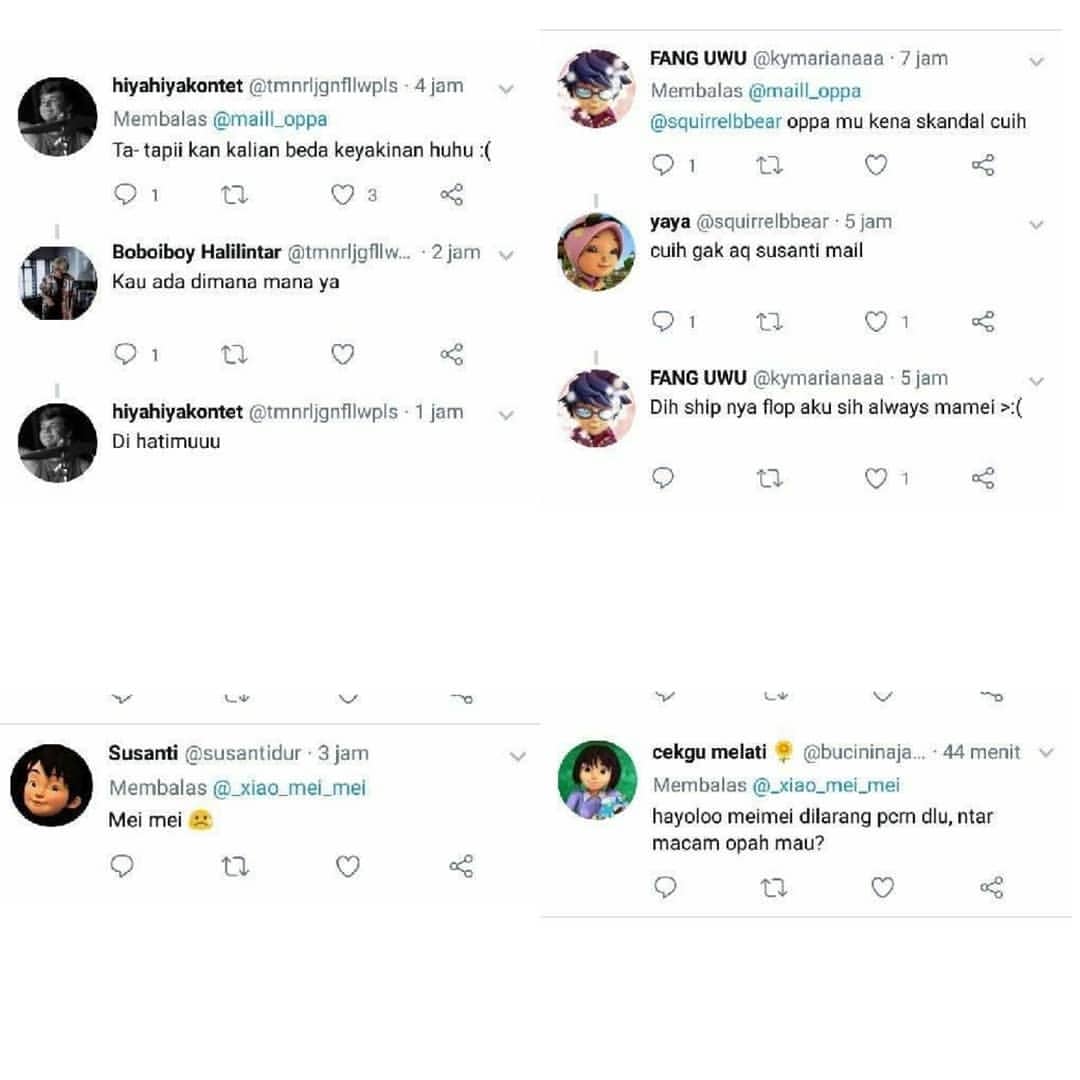 hiyahiyakontet @tmnrljgnfllwpls · 4 jam
Membalas @maill_oppa
Ta- tapii kan kalian beda keyakinan huhu :(
1 3
Boboiboy Halilintar @tmnrljgfllw... · 2 jam
Kau ada dimana mana ya
1
hiyahiyakontet @tmnrljgnfllwpls · 1 jam
Di hatimuuu
FANG UWU @kymarianaaa · 7 jam
Membalas @maill_oppa
@squirrelbbear oppa mu kena skandal cuih
1
yaya @squirrelbbear · 5 jam
cuih gak aq susanti mail
1 1
FANG UWU @kymarianaaa · 5 jam
Dih ship nya flop aku sih always mamei >:(
1
Susanti @susantidur · 3 jam
Membalas @_xiao_mei_mei
Mei mei ☹️
cekgu melati 🌻 @bucininaja... · 44 menit
Membalas @_xiao_mei_mei
hayoloo meimei dilarang pcrn dlu, ntar
macam opah mau?